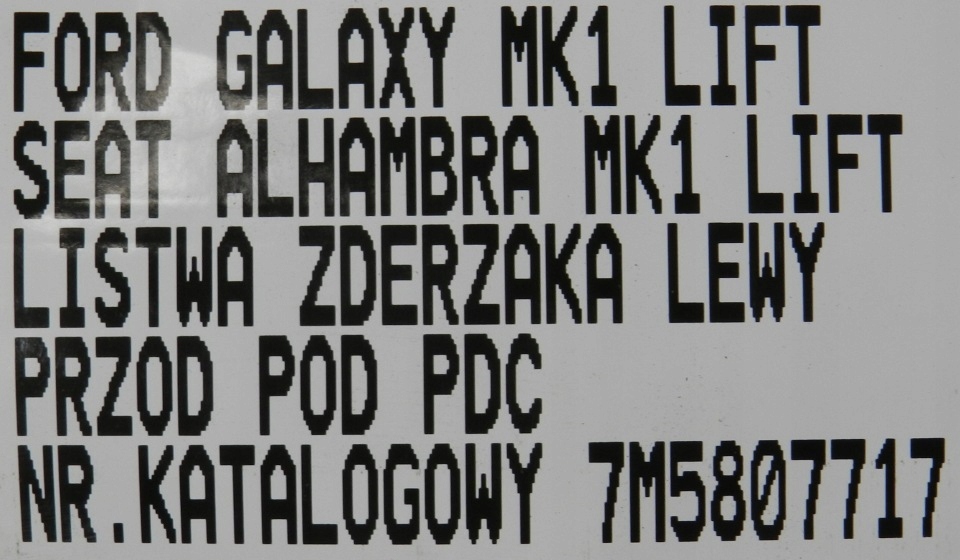 FORD GALAXY MK1 LIFT
SEAT ALHAMBRA MK1 LIFT
LISTWA ZDERZAKA LEWY
PRZOD POD PDC
NR.KATALOGOWY 7M5807717